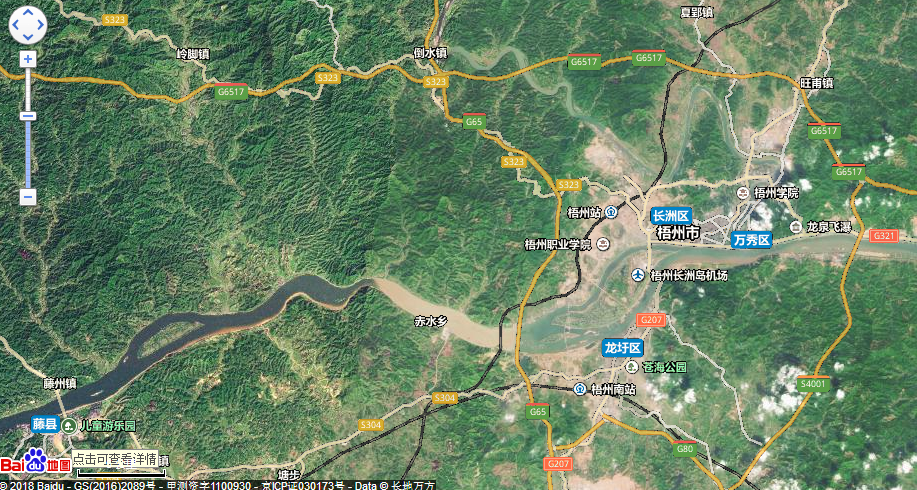 夏郢镇
S323
岭脚镇
倒水镇
G6517
G6517
S323
S323
旺甫镇
G6517
G65
G6517
S323
G6517
S323
梧州学院
梧州站
长洲区
龙泉飞瀑
梧州市
万秀区
G321
梧州职业学院
梧州长洲岛机场
赤水乡
G207
龙圩区
苍海公园
藤州镇
S4001
梧州南站
S304
G65
藤县
儿童游乐园
S304
G80
Bai du 地图
点击可查看详情
镇
G207
塘步
© 2018 Baidu - GS(2016)2089号 - 甲测资字1100930 - 京ICP证030173号 - Data © 长地万方